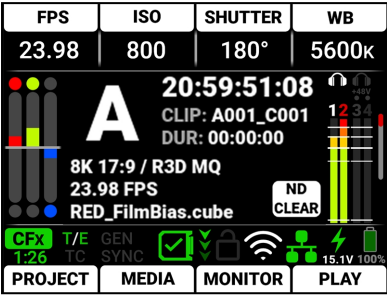 FPS ISO SHUTTER WB
23.98 800 180° 5600K
20:59:51:08
A
CLIP: A001_C001
DUR: 00:00:00
+48V
1 2 3 4
8K 17:9 / R3D MQ
23.98 FPS
RED_FilmBias.cube
ND
CLEAR
CFx T/E GEN
1:26 TC SYNC 15.1V 100%
PROJECT MEDIA MONITOR PLAY